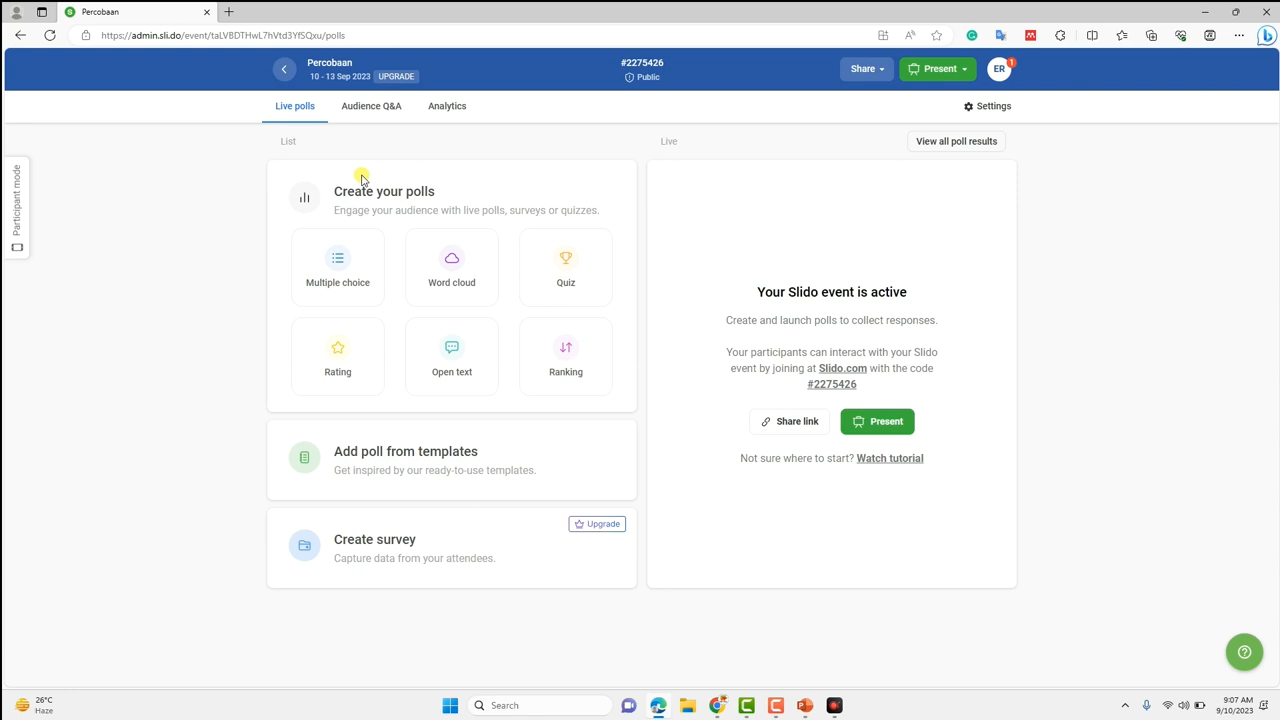 Percobaan
https://admin.sli.do/event/taLVBDTHwL7hVtd3YfSQxu/polls
Percobaan
10 - 13 Sep 2023 UPGRADE
#2275426
Public
Share
Present
ER
1
Live polls
Audience Q&A
Analytics
Settings
Participant mode
List
Live
View all poll results
Create your polls
Engage your audience with live polls, surveys or quizzes.
Multiple choice
Word cloud
Quiz
Rating
Open text
Ranking
Add poll from templates
Get inspired by our ready-to-use templates.
Upgrade
Create survey
Capture data from your attendees.
Your Slido event is active
Create and launch polls to collect responses.
Your participants can interact with your Slido
event by joining at Slido.com with the code
#2275426
Share link
Present
Not sure where to start? Watch tutorial
26°C
Haze
Search
9:07 AM
9/10/2023